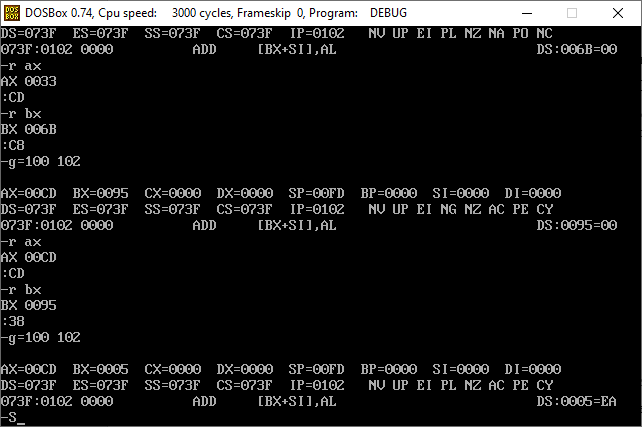 DOSBox 0.74, Cpu speed:    3000 cycles, Frameskip  0, Program:    DEBUG
DS=073F  ES=073F  SS=073F  CS=073F  IP=0102   NV UP EI PL NZ NA PO NC
073F:0102 0000          ADD     [BX+SI],AL                         DS:006B=00
-r ax
AX 0033
:CD
-r bx
BX 006B
:C8
-g=100 102

AX=00CD  BX=0095  CX=0000  DX=0000  SP=00FD  BP=0000  SI=0000  DI=0000
DS=073F  ES=073F  SS=073F  CS=073F  IP=0102   NV UP EI NG NZ AC PE CY
073F:0102 0000          ADD     [BX+SI],AL                         DS:0095=00
-r ax
AX 00CD
:CD
-r bx
BX 0095
:38
-g=100 102

AX=00CD  BX=0005  CX=0000  DX=0000  SP=00FD  BP=0000  SI=0000  DI=0000
DS=073F  ES=073F  SS=073F  CS=073F  IP=0102   NV UP EI PL NZ AC PE CY
073F:0102 0000          ADD     [BX+SI],AL                         DS:0005=EA
-S_